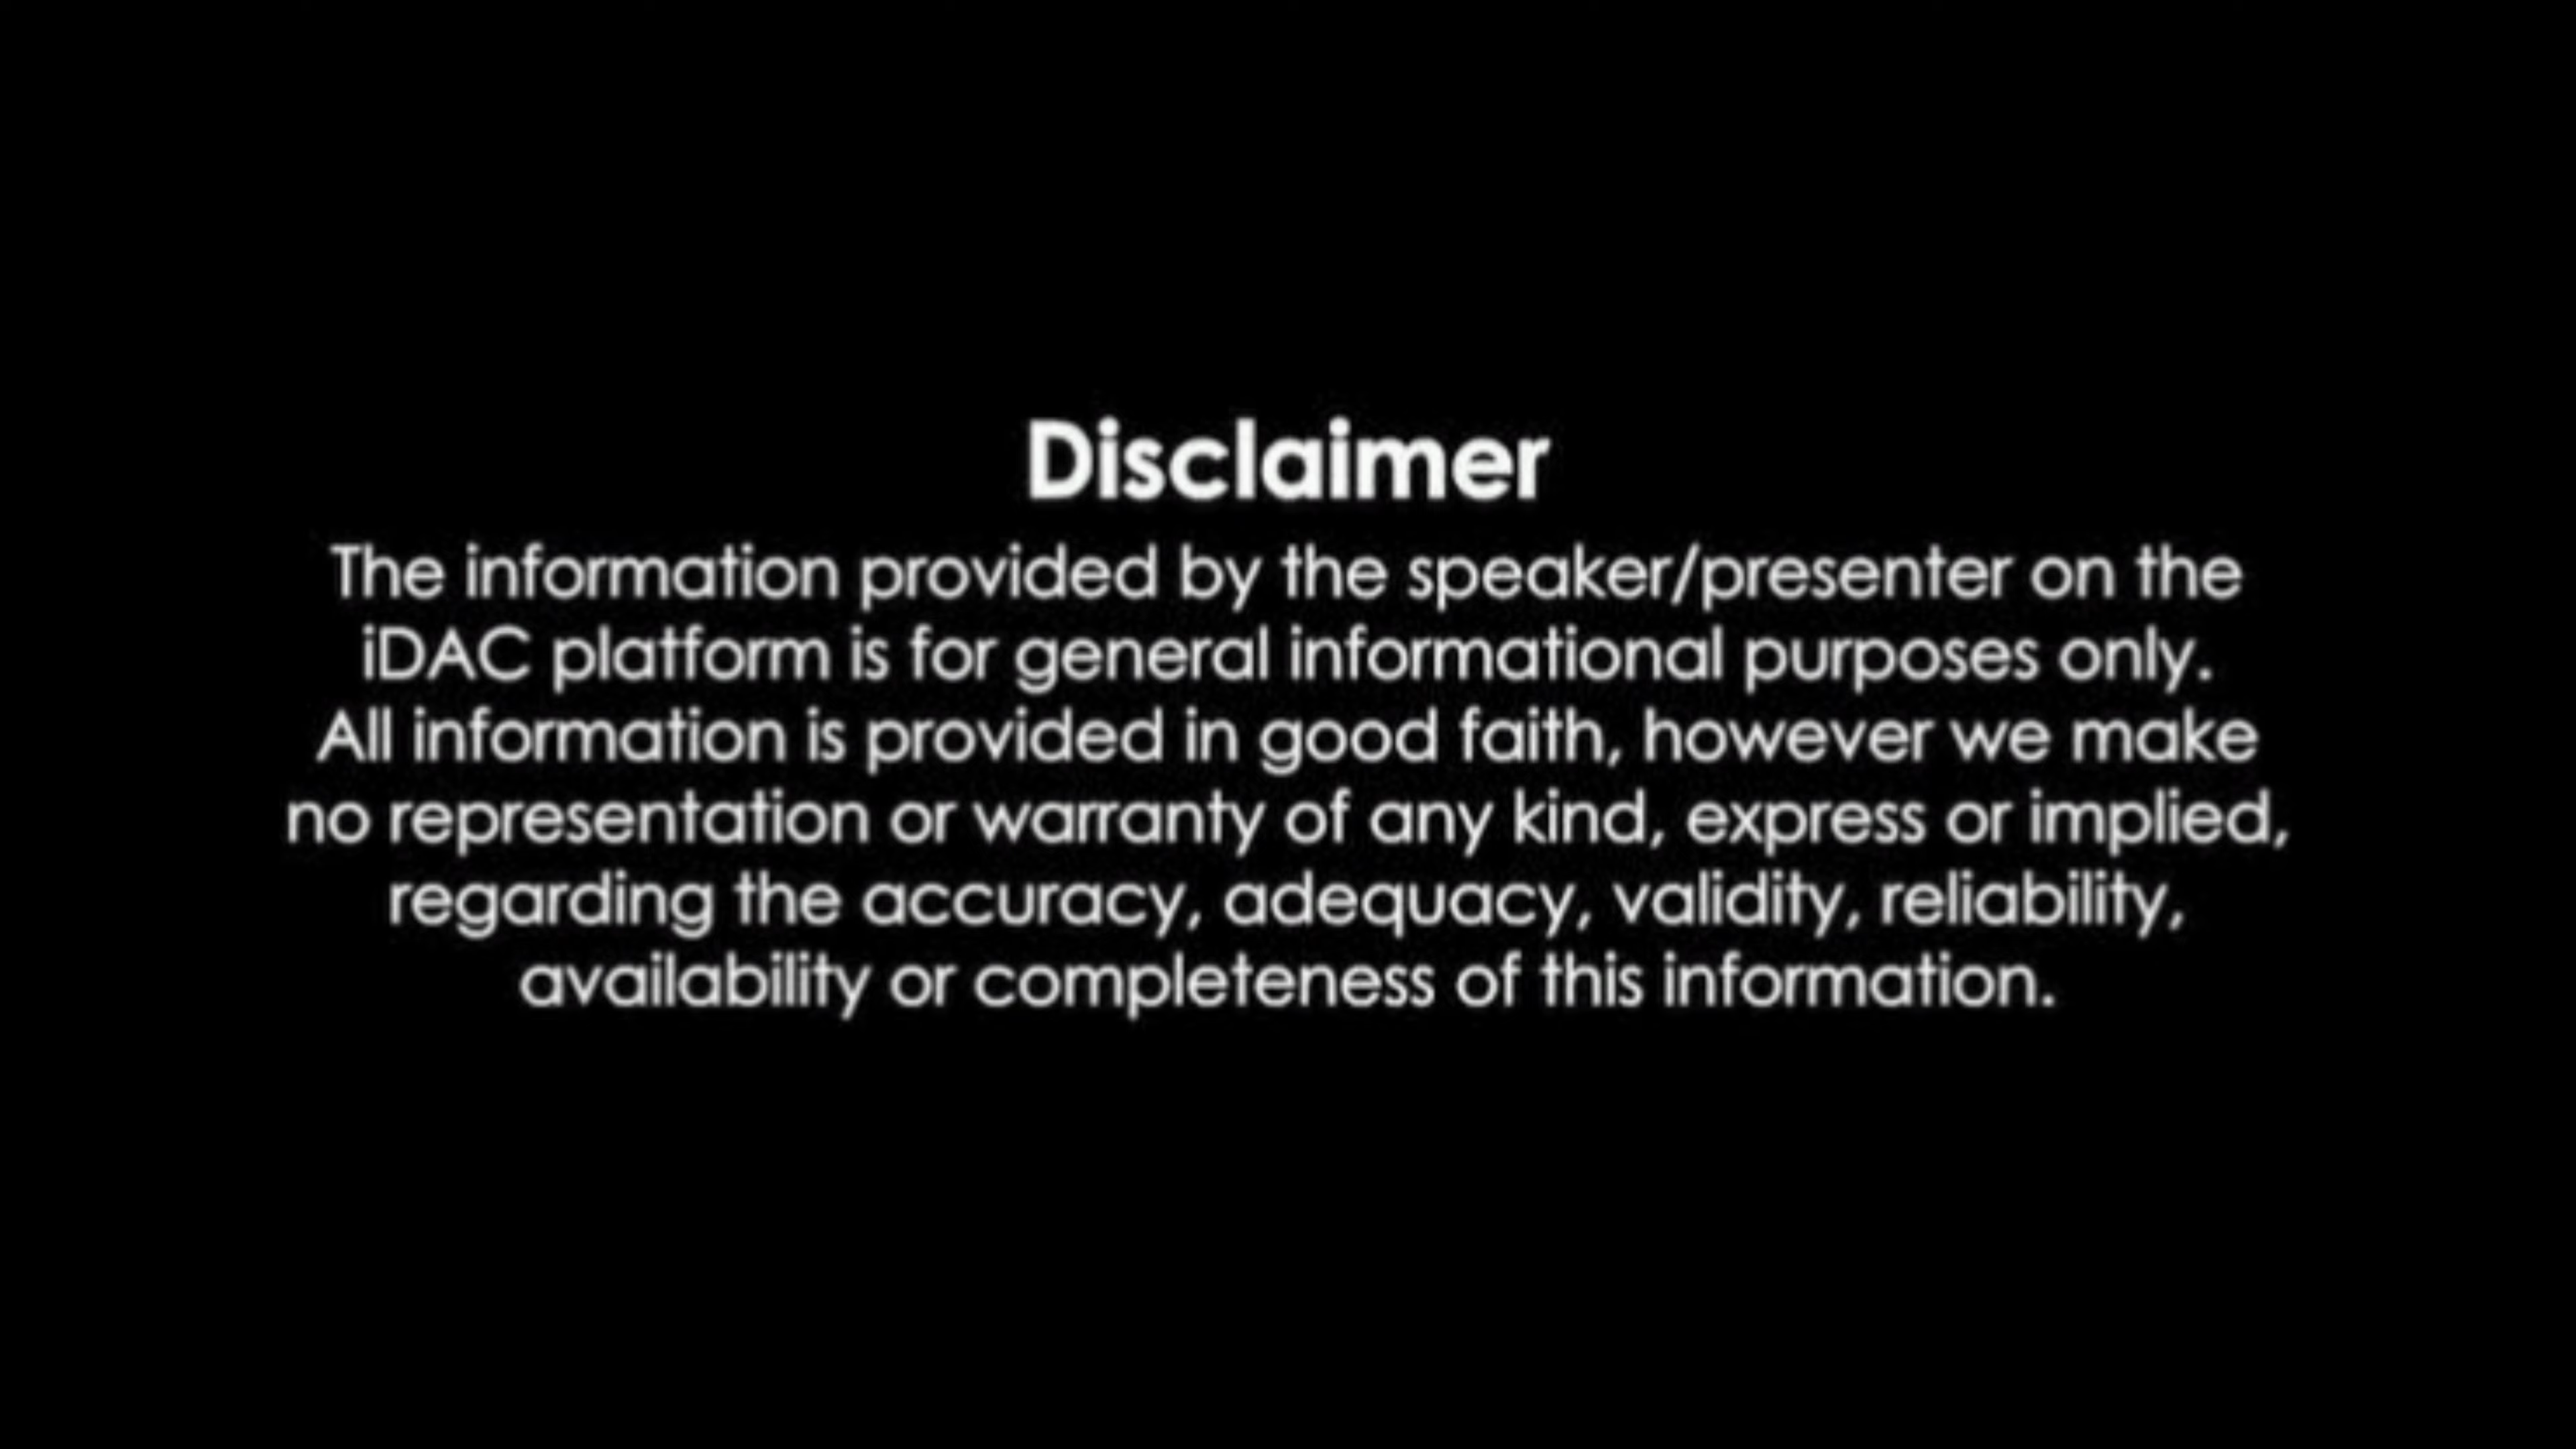 Disclaimer
The information provided by the speaker/presenter on the
iDAC platform is for general informational purposes only.
All information is provided in good faith, however we make
no representation or warranty of any kind, express or implied,
regarding the accuracy, adequacy, validity, reliability,
availability or completeness of this information.